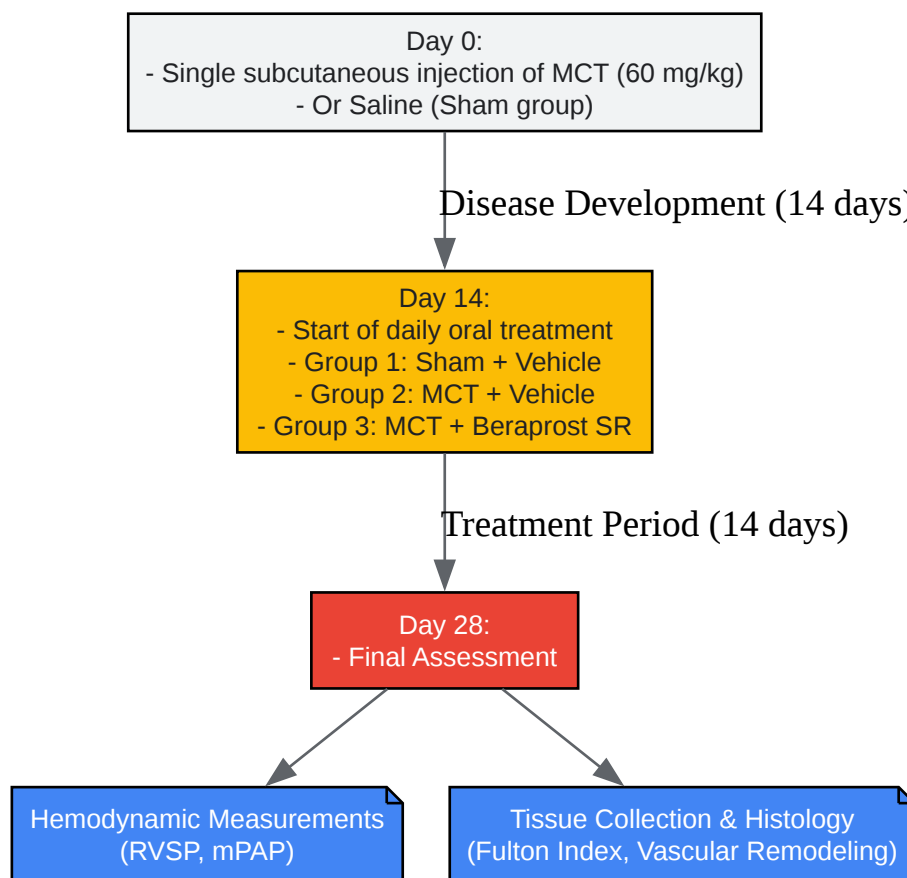 Day 0:
- Single subcutaneous injection of MCT (60 mg/kg)
- Or Saline (Sham group)
Disease Development (14 days)
Day 14:
- Start of daily oral treatment
- Group 1: Sham + Vehicle
- Group 2: MCT + Vehicle
- Group 3: MCT + Beraprost SR
Treatment Period (14 days)
Day 28:
- Final Assessment
Hemodynamic Measurements
(RVSP, mPAP)
Tissue Collection & Histology
(Fulton Index, Vascular Remodeling)